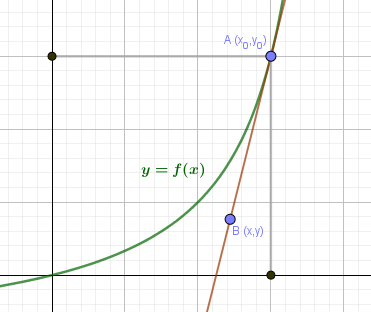 A (x₀,y₀)
y = f(x)
B (x,y)